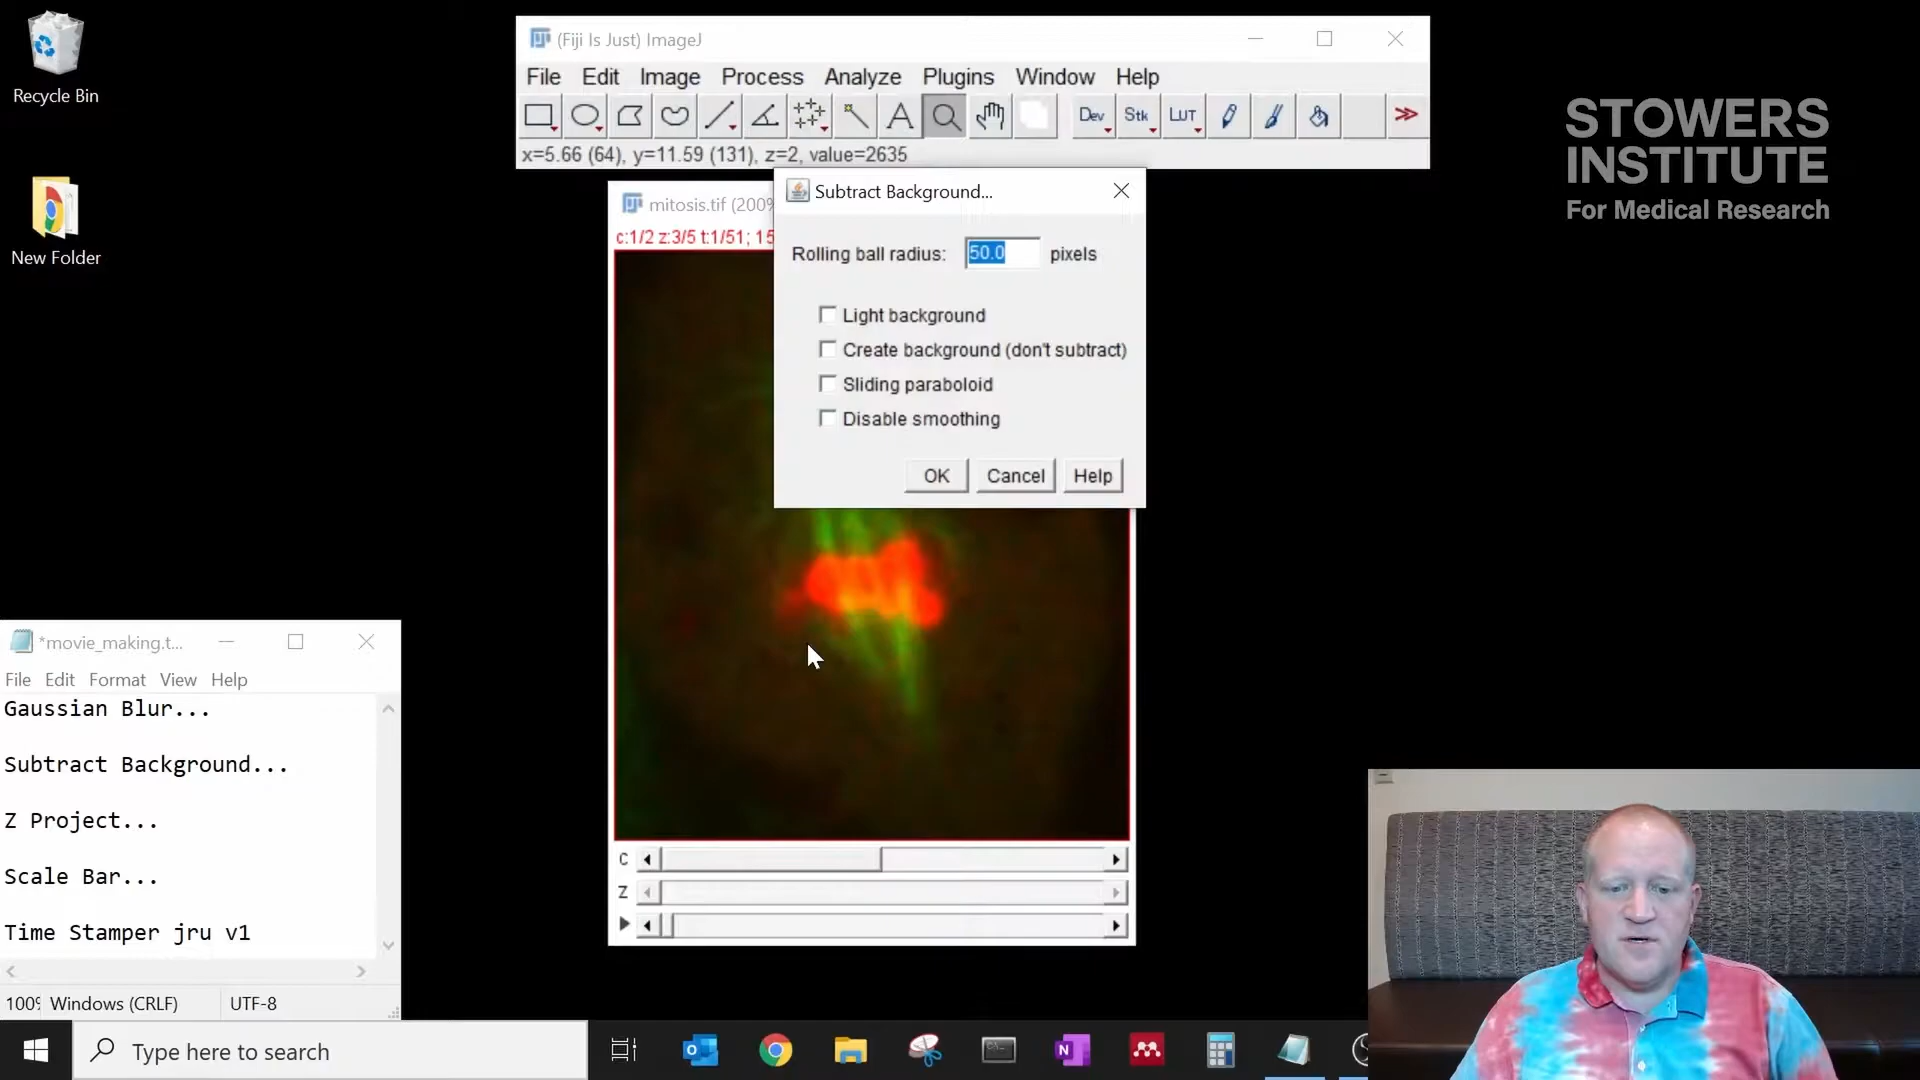 Recycle Bin
New Folder
(Fiji Is Just) ImageJ
File Edit Image Process Analyze Plugins Window Help
Dev Stk LUT
x=5.66 (64), y=11.59 (131), z=2, value=2635
STOWERS
INSTITUTE
For Medical Research
mitosis.tif (200%
c:1/2 z:3/5 t:1/51; 15
Subtract Background...
Rolling ball radius: 50.0 pixels
Light background
Create background (don't subtract)
Sliding paraboloid
Disable smoothing
OK Cancel Help
C
Z
*movie_making.t...
File Edit Format View Help
Gaussian Blur...
Subtract Background...
Z Project...
Scale Bar...
Time Stamper jru v1
100% Windows (CRLF) UTF-8
Type here to search